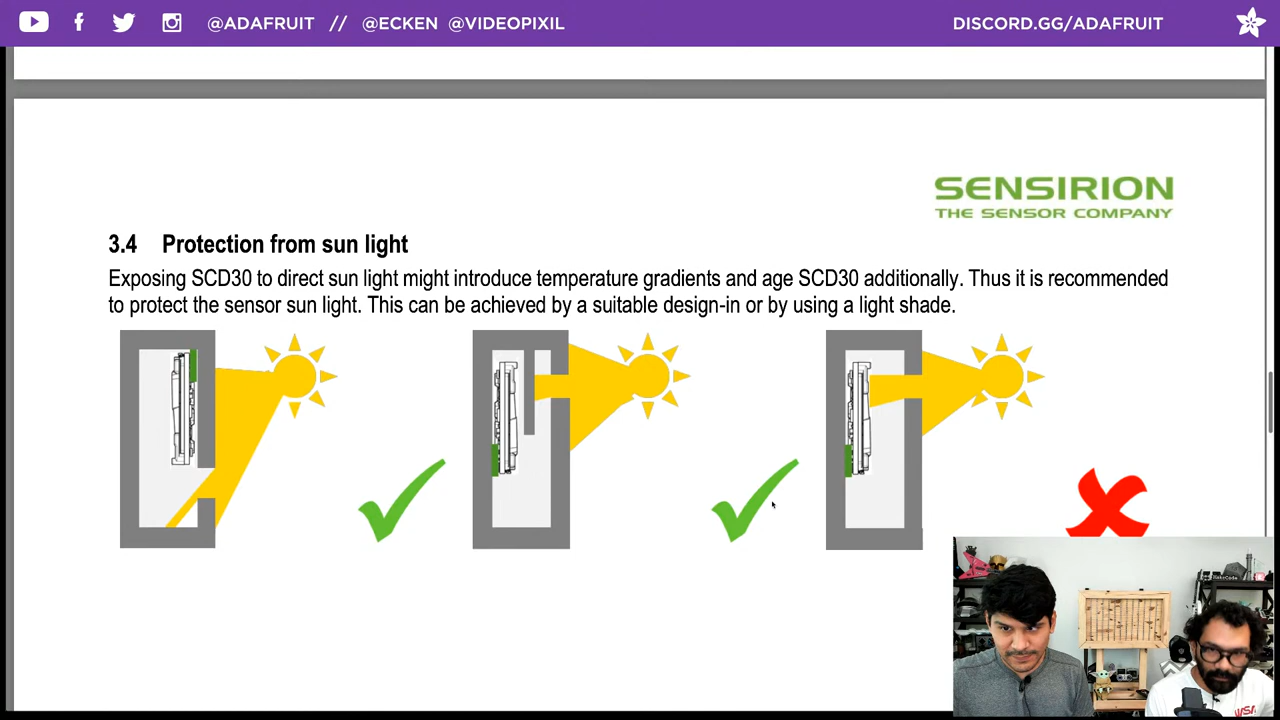 @ADAFRUIT // @ECKEN @VIDEOPIXIL
DISCORD.GG/ADAFRUIT
SENSIRION
THE SENSOR COMPANY
3.4 Protection from sun light
Exposing SCD30 to direct sun light might introduce temperature gradients and age SCD30 additionally. Thus it is recommended
to protect the sensor sun light. This can be achieved by a suitable design-in or by using a light shade.